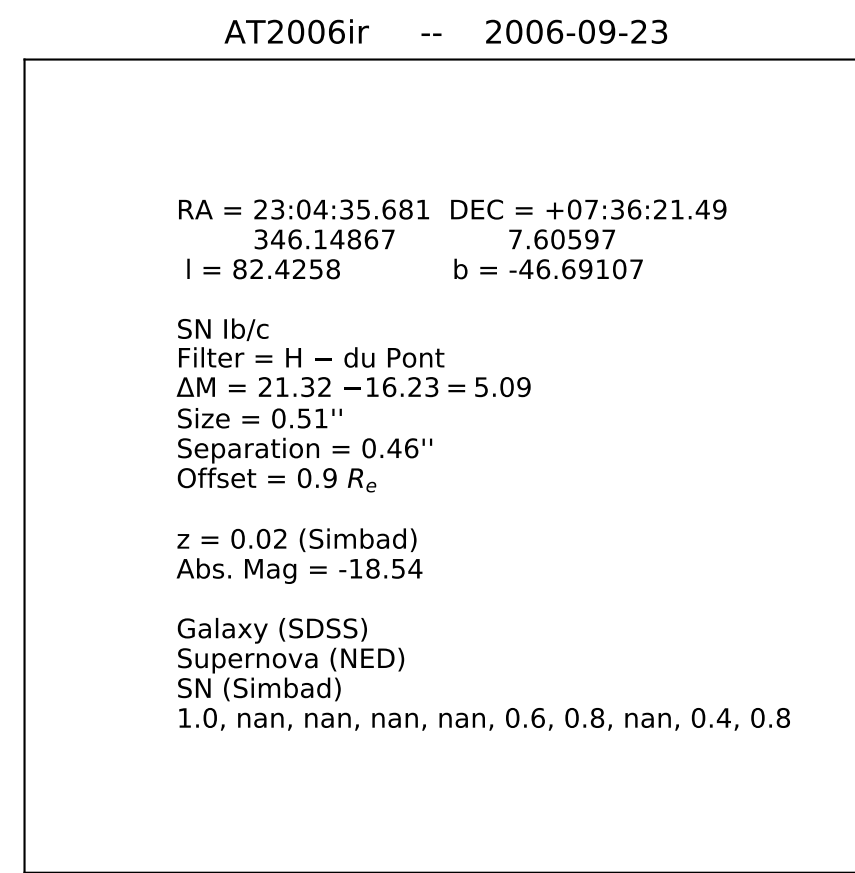 AT2006ir -- 2006-09-23
RA = 23:04:35.681 DEC = +07:36:21.49
346.14867 7.60597
l = 82.4258 b = -46.69107
SN Ib/c
Filter = H − du Pont
ΔM = 21.32 −16.23 = 5.09
Size = 0.51''
Separation = 0.46''
Offset = 0.9 Rₑ
z = 0.02 (Simbad)
Abs. Mag = -18.54
Galaxy (SDSS)
Supernova (NED)
SN (Simbad)
1.0, nan, nan, nan, nan, 0.6, 0.8, nan, 0.4, 0.8